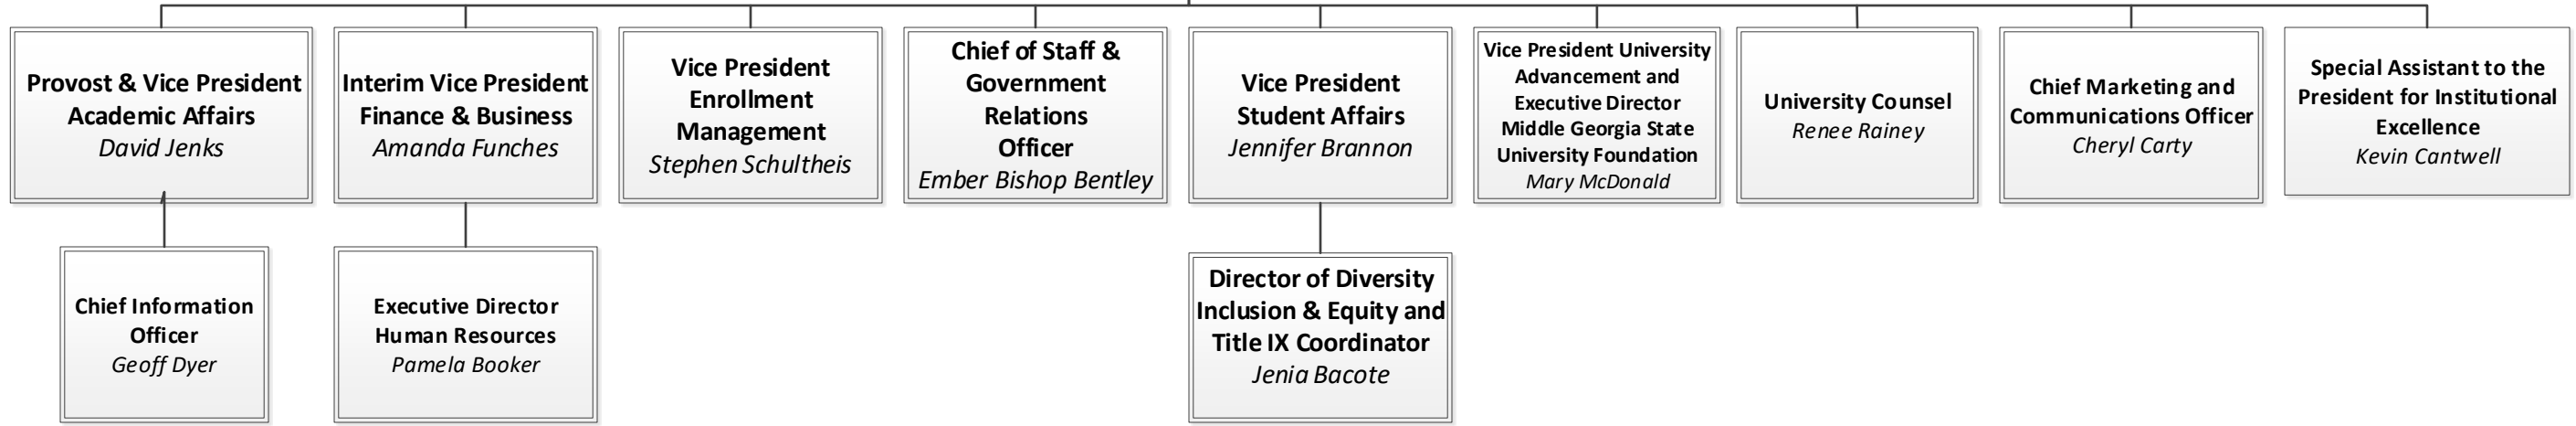 Provost & Vice President
Academic Affairs
David Jenks
Interim Vice President
Finance & Business
Amanda Funches
Vice President
Enrollment
Management
Stephen Schultheis
Chief of Staff &
Government
Relations
Officer
Ember Bishop Bentley
Vice President
Student Affairs
Jennifer Brannon
Vice President University
Advancement and
Executive Director
Middle Georgia State
University Foundation
Mary McDonald
University Counsel
Renee Rainey
Chief Marketing and
Communications Officer
Cheryl Carty
Special Assistant to the
President for Institutional
Excellence
Kevin Cantwell
Chief Information
Officer
Geoff Dyer
Executive Director
Human Resources
Pamela Booker
Director of Diversity
Inclusion & Equity and
Title IX Coordinator
Jenia Bacote